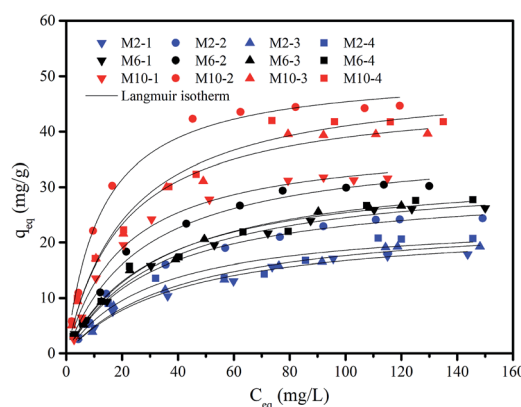 60
50
40
30
20
10
0
q_eq (mg/g)
M2-1 M2-2 M2-3 M2-4
M6-1 M6-2 M6-3 M6-4
M10-1 M10-2 M10-3 M10-4
Langmuir isotherm
0 20 40 60 80 100 120 140 160
C_eq (mg/L)